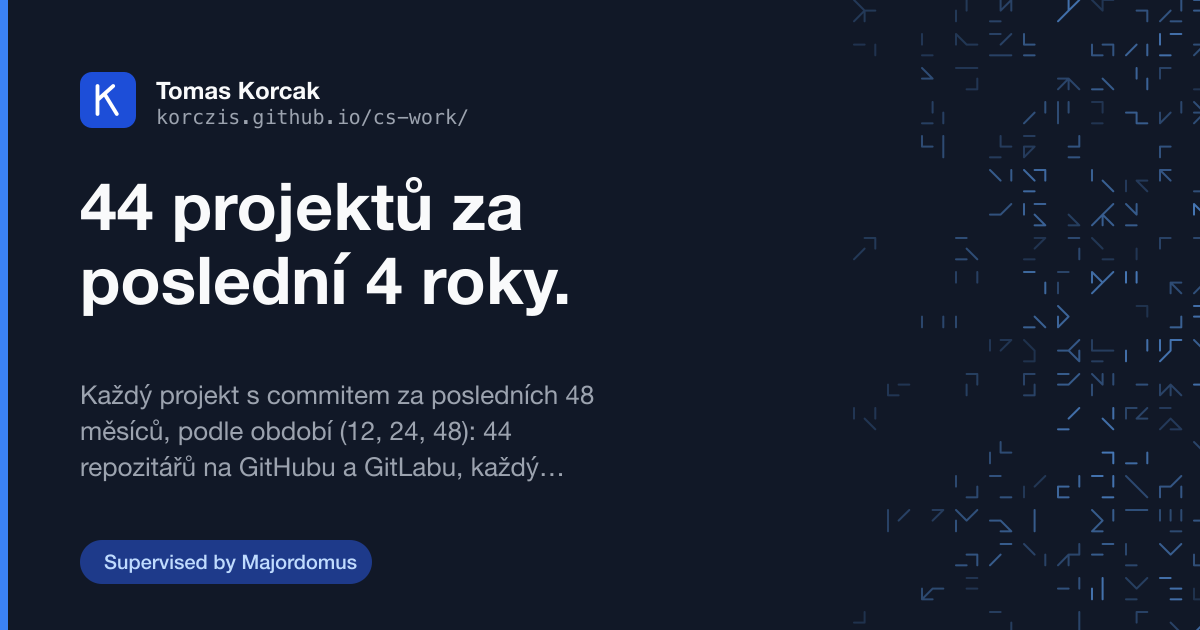 K
Tomas Korcak
korczis.github.io/cs-work/
44 projektů za
poslední 4 roky.
Každý projekt s commitem za posledních 48
měsíců, podle období (12, 24, 48): 44
repozitářů na GitHubu a GitLabu, každý…
Supervised by Majordomus